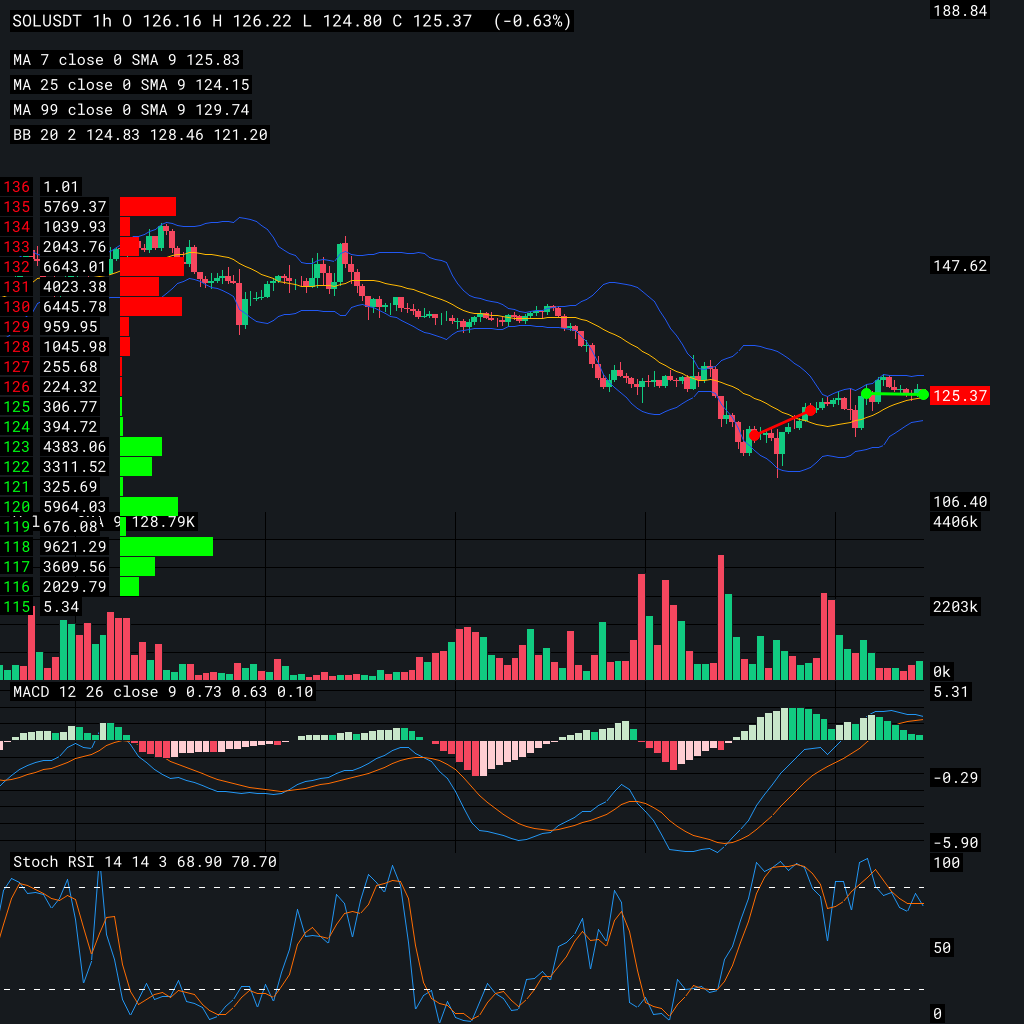 SOLUSDT 1h O 126.16 H 126.22 L 124.80 C 125.37 (-0.63%)
188.84
MA 7 close 0 SMA 9 125.83
MA 25 close 0 SMA 9 124.15
MA 99 close 0 SMA 9 129.74
BB 20 2 124.83 128.46 121.20
136 1.01
135 5769.37
134 1039.93
133 2043.76
132 6643.01
147.62
131 4023.38
130 6445.78
129 959.95
128 1045.98
127 255.68
126 224.32
125.37
125 306.77
124 394.72
123 4383.06
122 3311.52
121 325.69
106.40
120 5964.03
9 128.79K
4406k
119 676.08
118 9621.29
117 3609.56
116 2029.79
115 5.34
2203k
0k
MACD 12 26 close 9 0.73 0.63 0.10
5.31
-0.29
-5.90
Stoch RSI 14 14 3 68.90 70.70
100
50
0